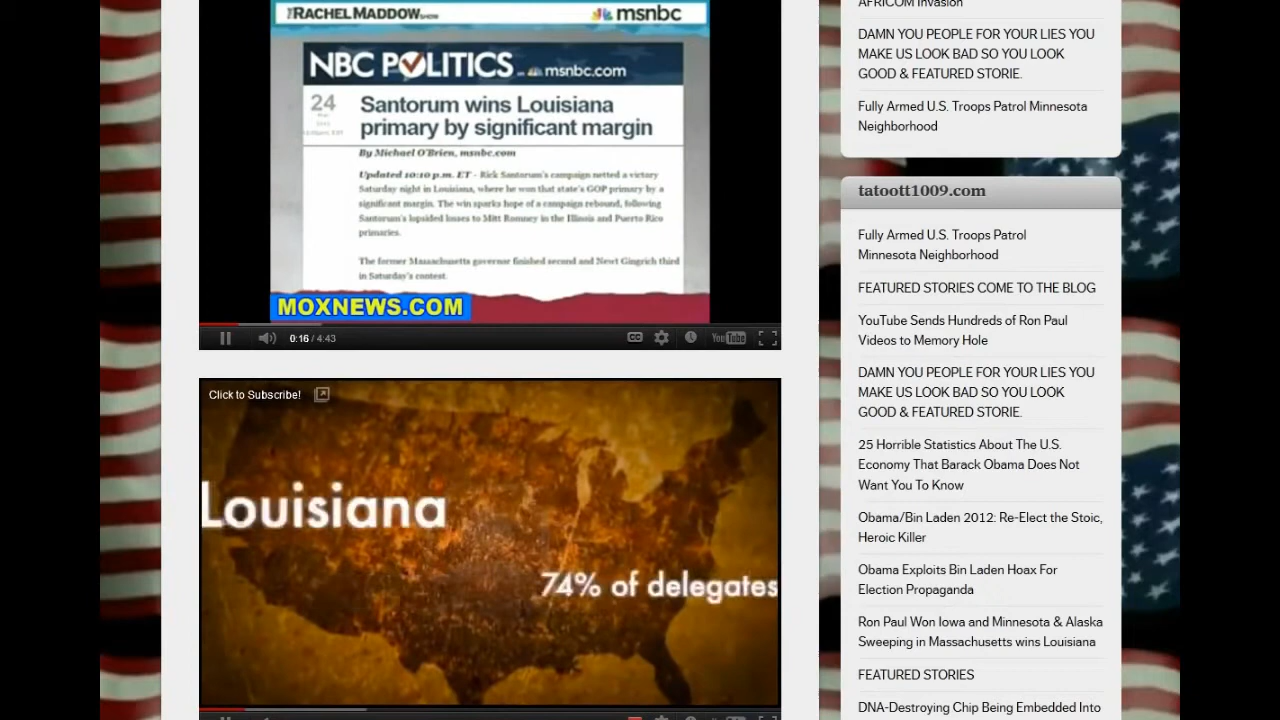 THE RACHEL MADDOW SHOW
msnbc
NBC POLITICS msnbc.com
24
Santorum wins Louisiana
primary by significant margin
By Michael O'Brien, msnbc.com
Updated 10:10 p.m. ET - Rick Santorum's campaign netted a victory
Saturday night in Louisiana, where he won that state's GOP primary by a
significant margin. The win sparks hope of a campaign rebound, following
Santorum's lopsided losses to Mitt Romney in the Illinois and Puerto Rico
primaries.
The former Massachusetts governor finished second and Newt Gingrich third
in Saturday's contest.
MOXNEWS.COM
0:16 / 4:43
CC
YouTube
Click to Subscribe!
Louisiana
74% of delegates
AFRICOM Invasion
DAMN YOU PEOPLE FOR YOUR LIES YOU
MAKE US LOOK BAD SO YOU LOOK
GOOD & FEATURED STORIE.
Fully Armed U.S. Troops Patrol Minnesota
Neighborhood
tatoott1009.com
Fully Armed U.S. Troops Patrol
Minnesota Neighborhood
FEATURED STORIES COME TO THE BLOG
YouTube Sends Hundreds of Ron Paul
Videos to Memory Hole
DAMN YOU PEOPLE FOR YOUR LIES YOU
MAKE US LOOK BAD SO YOU LOOK
GOOD & FEATURED STORIE.
25 Horrible Statistics About The U.S.
Economy That Barack Obama Does Not
Want You To Know
Obama/Bin Laden 2012: Re-Elect the Stoic,
Heroic Killer
Obama Exploits Bin Laden Hoax For
Election Propaganda
Ron Paul Won Iowa and Minnesota & Alaska
Sweeping in Massachusetts wins Louisiana
FEATURED STORIES
DNA-Destroying Chip Being Embedded Into